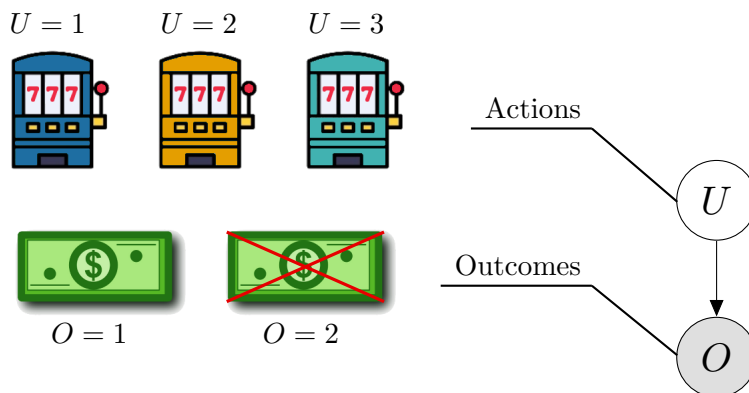 U = 1
U = 2
U = 3
777
777
777
Actions
U
$
$
Outcomes
O = 1
O = 2
O